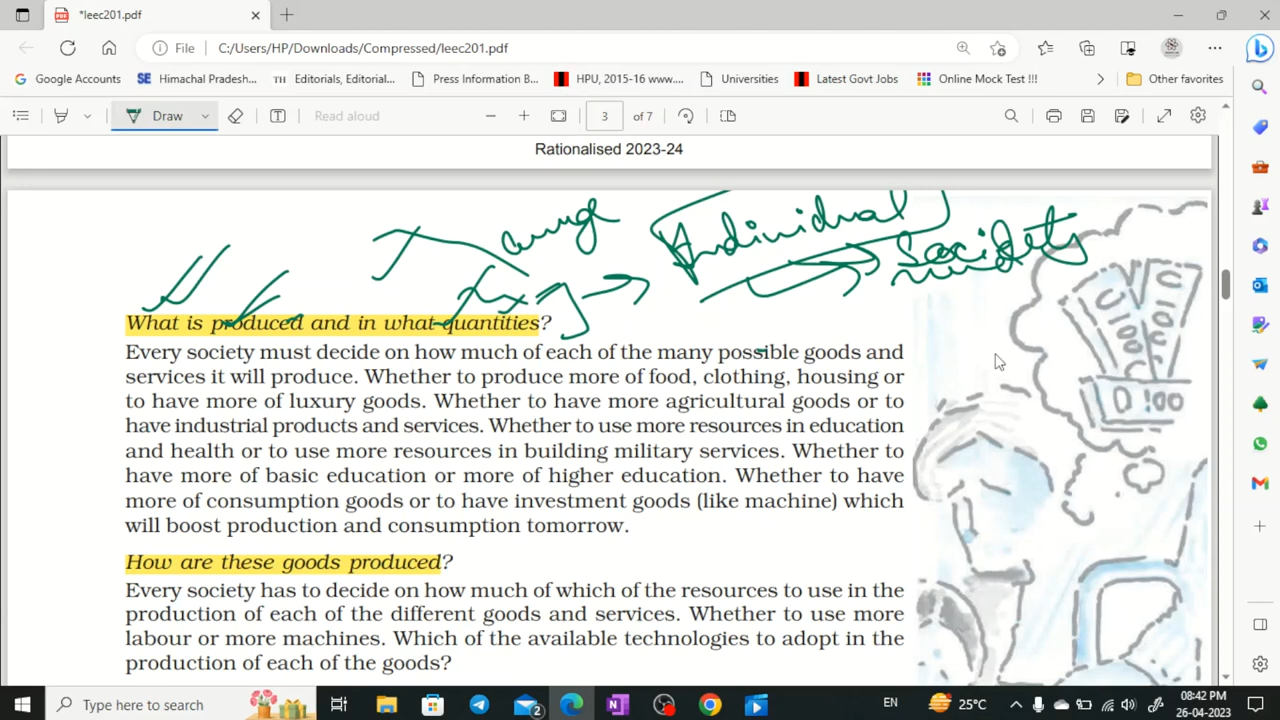 *leec201.pdf
File
C:/Users/HP/Downloads/Compressed/leec201.pdf
Google Accounts
SE Himachal Pradesh...
TH Editorials, Editorial...
Press Information B...
HPU, 2015-16 www....
Universities
Latest Govt Jobs
Online Mock Test !!!
Other favorites
Draw
Read aloud
3 of 7
Rationalised 2023-24
Individual
Society
What is produced and in what quantities?
Every society must decide on how much of each of the many possible goods and
services it will produce. Whether to produce more of food, clothing, housing or
to have more of luxury goods. Whether to have more agricultural goods or to
have industrial products and services. Whether to use more resources in education
and health or to use more resources in building military services. Whether to
have more of basic education or more of higher education. Whether to have
more of consumption goods or to have investment goods (like machine) which
will boost production and consumption tomorrow.
How are these goods produced?
Every society has to decide on how much of which of the resources to use in the
production of each of the different goods and services. Whether to use more
labour or more machines. Which of the available technologies to adopt in the
production of each of the goods?
Type here to search
2
EN
25°C
08:42 PM
26-04-2023